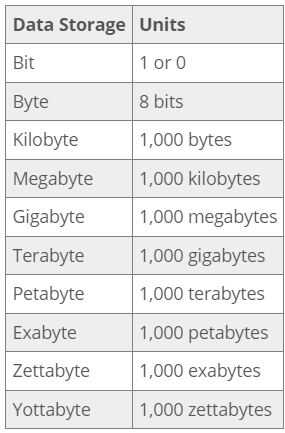 Data Storage Units
Bit 1 or 0
Byte 8 bits
Kilobyte 1,000 bytes
Megabyte 1,000 kilobytes
Gigabyte 1,000 megabytes
Terabyte 1,000 gigabytes
Petabyte 1,000 terabytes
Exabyte 1,000 petabytes
Zettabyte 1,000 exabytes
Yottabyte 1,000 zettabytes